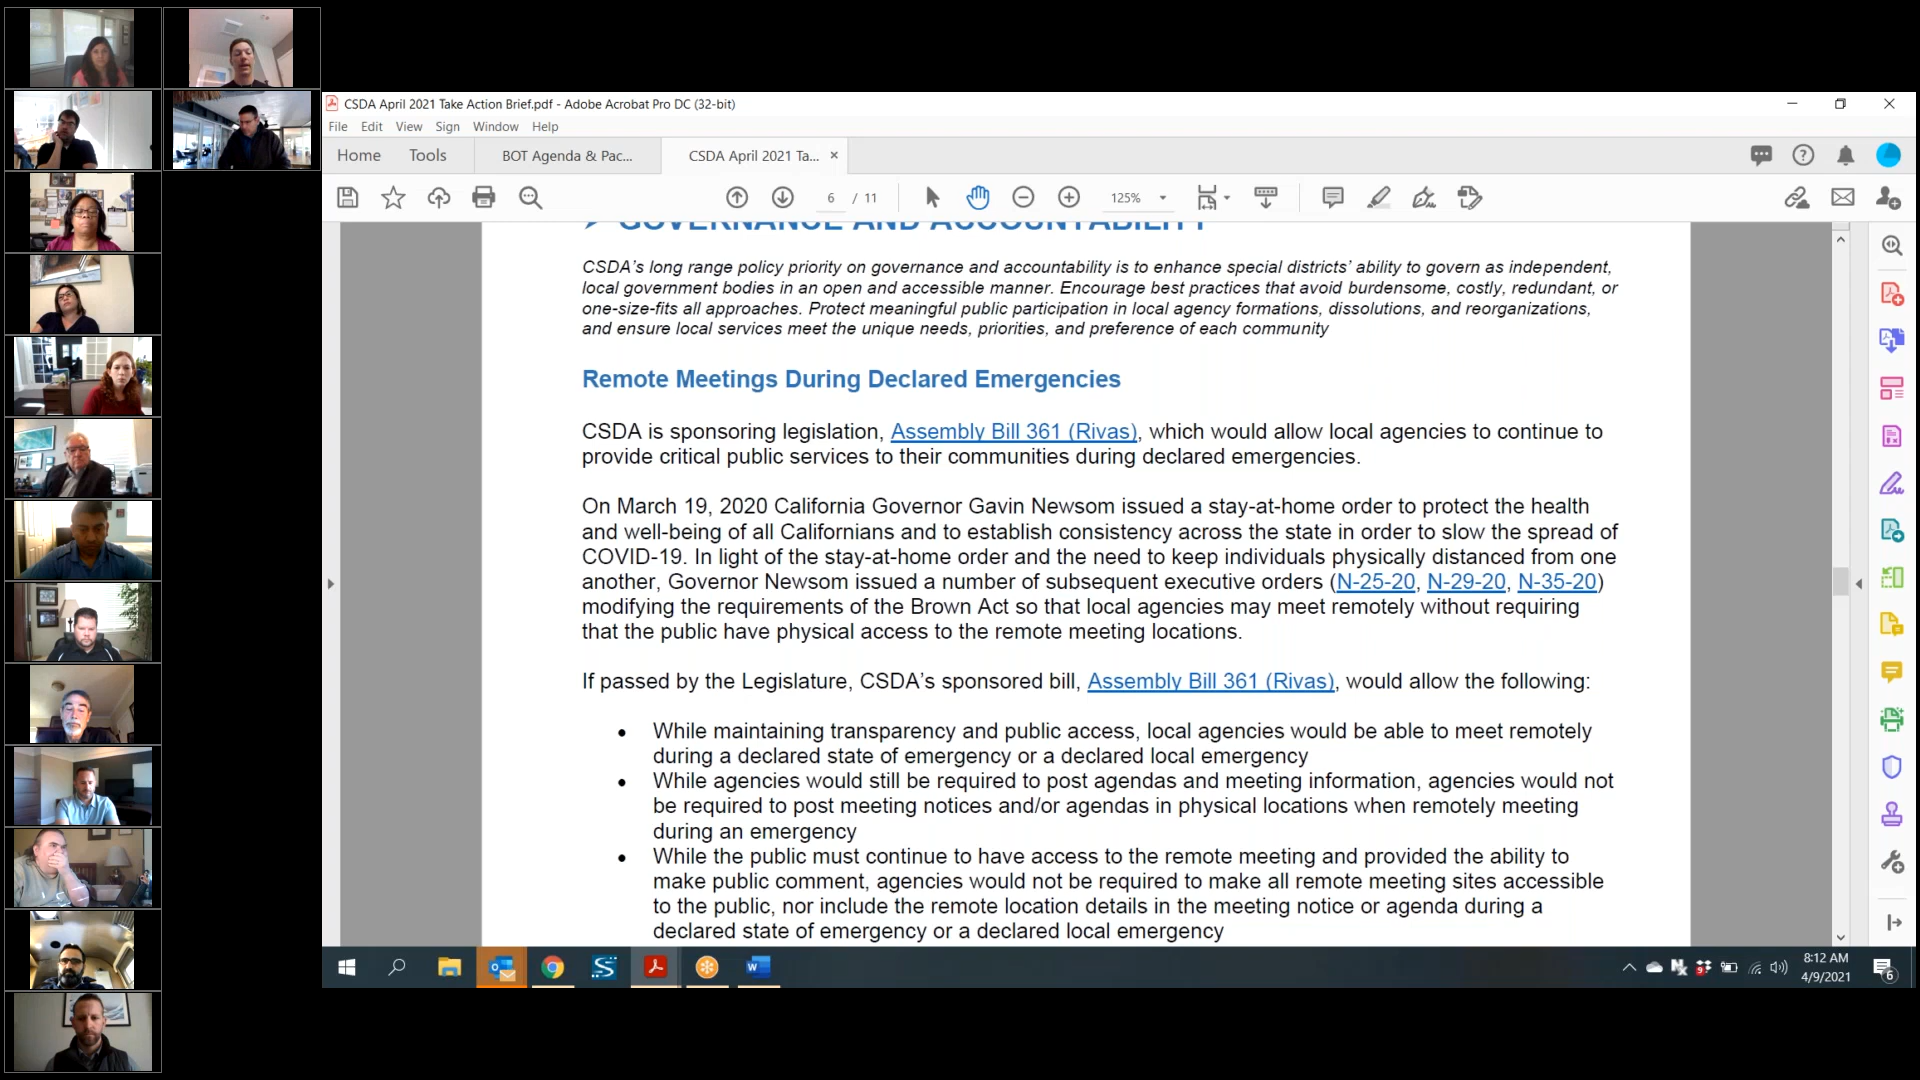 CSDA April 2021 Take Action Brief.pdf - Adobe Acrobat Pro DC (32-bit)
File Edit View Sign Window Help
Home Tools BOT Agenda & Pac... CSDA April 2021 Ta... ×
6 / 11 125%
GOVERNANCE AND ACCOUNTABILITY
CSDA’s long range policy priority on governance and accountability is to enhance special districts’ ability to govern as independent,
local government bodies in an open and accessible manner. Encourage best practices that avoid burdensome, costly, redundant, or
one-size-fits all approaches. Protect meaningful public participation in local agency formations, dissolutions, and reorganizations,
and ensure local services meet the unique needs, priorities, and preference of each community
Remote Meetings During Declared Emergencies
CSDA is sponsoring legislation, Assembly Bill 361 (Rivas), which would allow local agencies to continue to
provide critical public services to their communities during declared emergencies.
On March 19, 2020 California Governor Gavin Newsom issued a stay-at-home order to protect the health
and well-being of all Californians and to establish consistency across the state in order to slow the spread of
COVID-19. In light of the stay-at-home order and the need to keep individuals physically distanced from one
another, Governor Newsom issued a number of subsequent executive orders (N-25-20, N-29-20, N-35-20)
modifying the requirements of the Brown Act so that local agencies may meet remotely without requiring
that the public have physical access to the remote meeting locations.
If passed by the Legislature, CSDA’s sponsored bill, Assembly Bill 361 (Rivas), would allow the following:
• While maintaining transparency and public access, local agencies would be able to meet remotely
during a declared state of emergency or a declared local emergency
• While agencies would still be required to post agendas and meeting information, agencies would not
be required to post meeting notices and/or agendas in physical locations when remotely meeting
during an emergency
• While the public must continue to have access to the remote meeting and provided the ability to
make public comment, agencies would not be required to make all remote meeting sites accessible
to the public, nor include the remote location details in the meeting notice or agenda during a
declared state of emergency or a declared local emergency
8:12 AM
4/9/2021
6